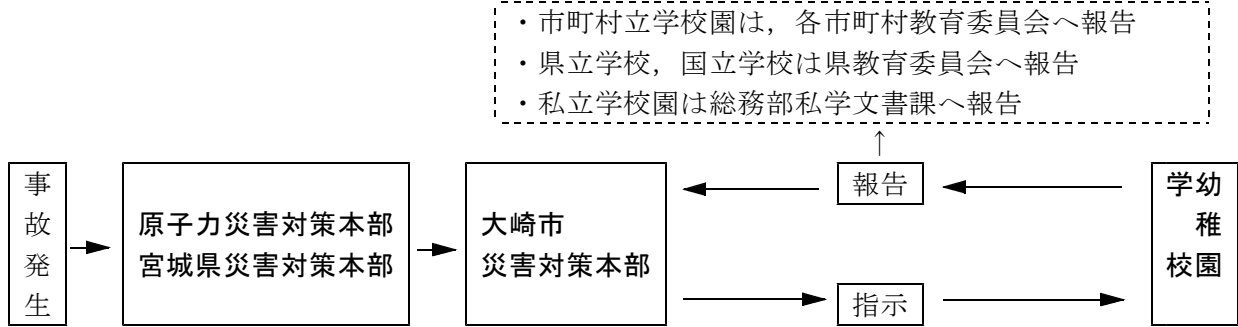 ・市町村立学校園は，各市町村教育委員会へ報告
・県立学校，国立学校は県教育委員会へ報告
・私立学校園は総務部私学文書課へ報告
↑
事故発生
原子力災害対策本部
宮城県災害対策本部
大崎市
災害対策本部
報告
指示
学幼
稚
校園